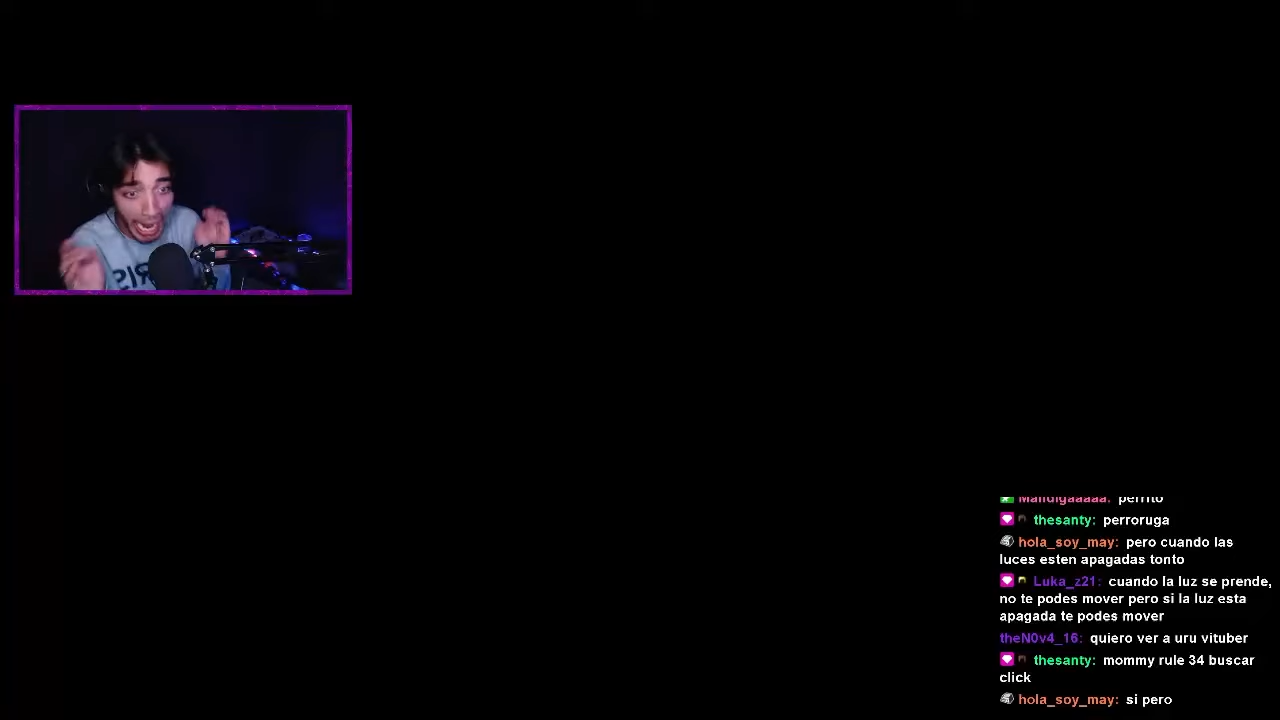 Mandigaaaaa: perrito
thesanty: perroruga
hola_soy_may: pero cuando las
luces esten apagadas tonto
Luka_z21: cuando la luz se prende,
no te podes mover pero si la luz esta
apagada te podes mover
theN0v4_16: quiero ver a uru vituber
thesanty: mommy rule 34 buscar
click
hola_soy_may: si pero